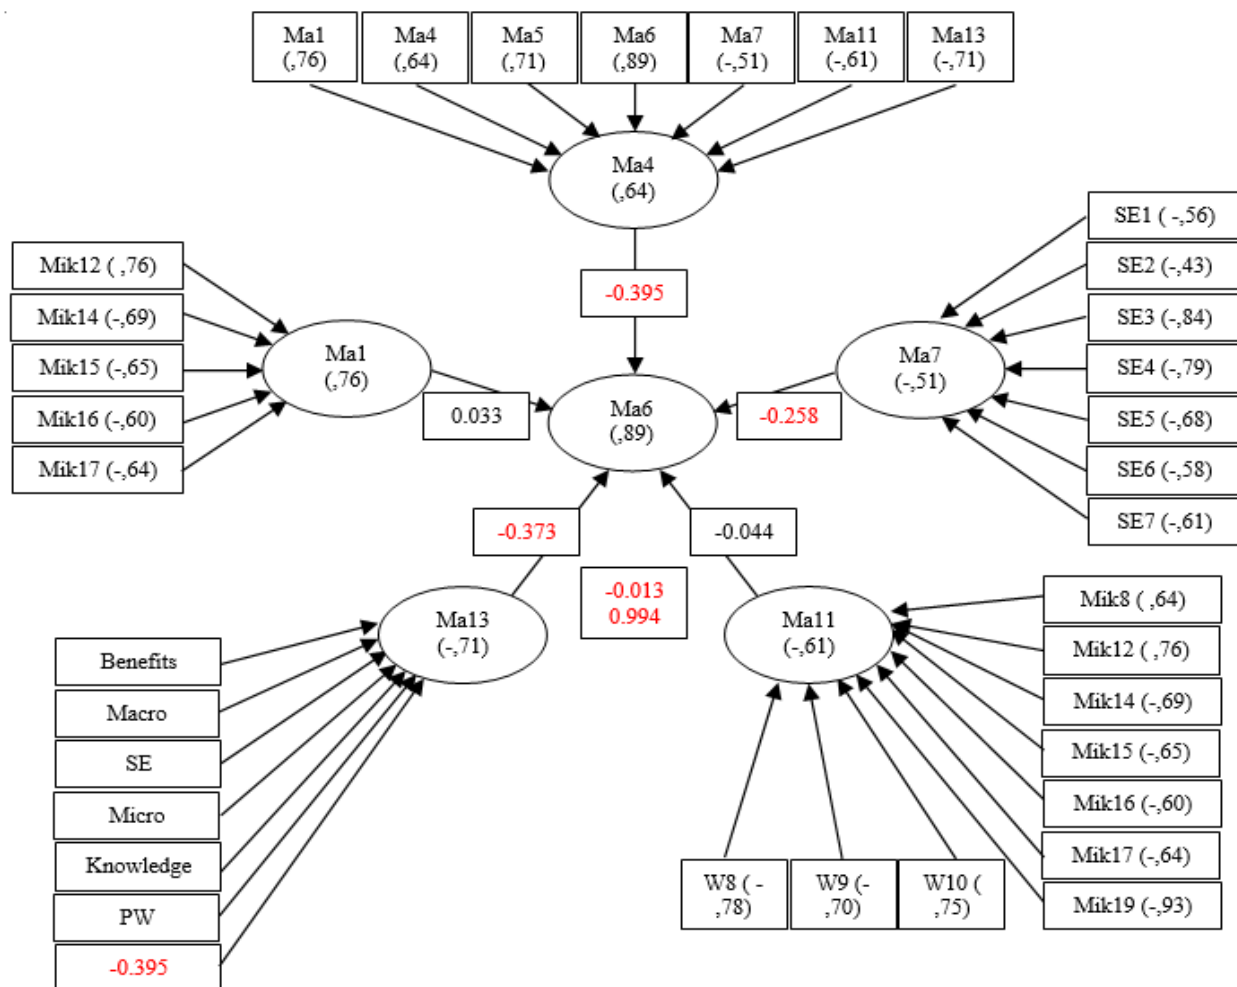 Ma1
(,76)
Ma4
(,64)
Ma5
(,71)
Ma6
(,89)
Ma7
(-,51)
Ma11
(-,61)
Ma13
(-,71)
Ma4
(,64)
-0.395
Mik12 ( ,76)
Mik14 (-,69)
Mik15 (-,65)
Mik16 (-,60)
Mik17 (-,64)
Ma1
(,76)
0.033
Ma6
(,89)
-0.258
Ma7
(-,51)
SE1 ( -,56)
SE2 (-,43)
SE3 (-,84)
SE4 (-,79)
SE5 (-,68)
SE6 (-,58)
SE7 (-,61)
-0.373
-0.044
-0.013
0.994
Ma13
(-,71)
Ma11
(-,61)
Benefits
Macro
SE
Micro
Knowledge
PW
-0.395
Mik8 ( ,64)
Mik12 ( ,76)
Mik14 (-,69)
Mik15 (-,65)
Mik16 (-,60)
Mik17 (-,64)
Mik19 (-,93)
W8 ( -
,78)
W9 (-
,70)
W10 (
,75)